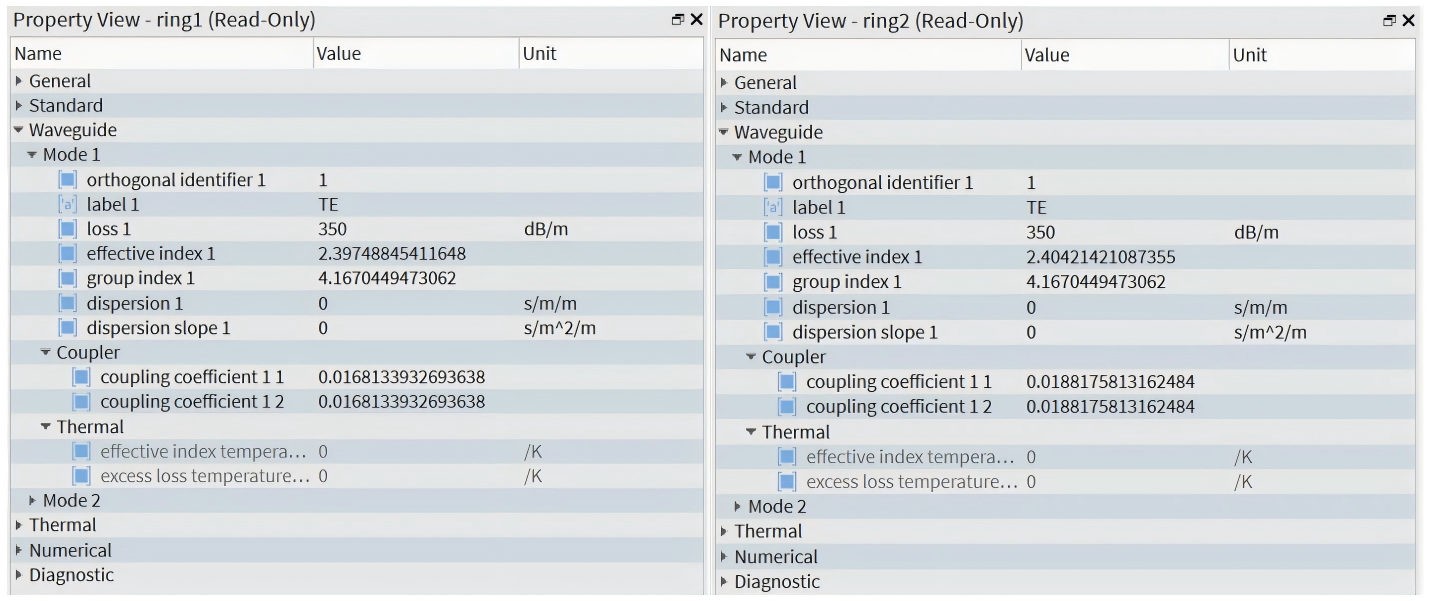 Property View - ring1 (Read-Only)
Name Value Unit
General
Standard
Waveguide
Mode 1
orthogonal identifier 1 1
'a' label 1 TE
loss 1 350 dB/m
effective index 1 2.39748845411648
group index 1 4.1670449473062
dispersion 1 0 s/m/m
dispersion slope 1 0 s/m^2/m
Coupler
coupling coefficient 1 1 0.0168133932693638
coupling coefficient 1 2 0.0168133932693638
Thermal
effective index tempera... 0 /K
excess loss temperature... 0 /K
Mode 2
Thermal
Numerical
Diagnostic
Property View - ring2 (Read-Only)
Name Value Unit
General
Standard
Waveguide
Mode 1
orthogonal identifier 1 1
'a' label 1 TE
loss 1 350 dB/m
effective index 1 2.40421421087355
group index 1 4.1670449473062
dispersion 1 0 s/m/m
dispersion slope 1 0 s/m^2/m
Coupler
coupling coefficient 1 1 0.0188175813162484
coupling coefficient 1 2 0.0188175813162484
Thermal
effective index tempera... 0 /K
excess loss temperature... 0 /K
Mode 2
Thermal
Numerical
Diagnostic